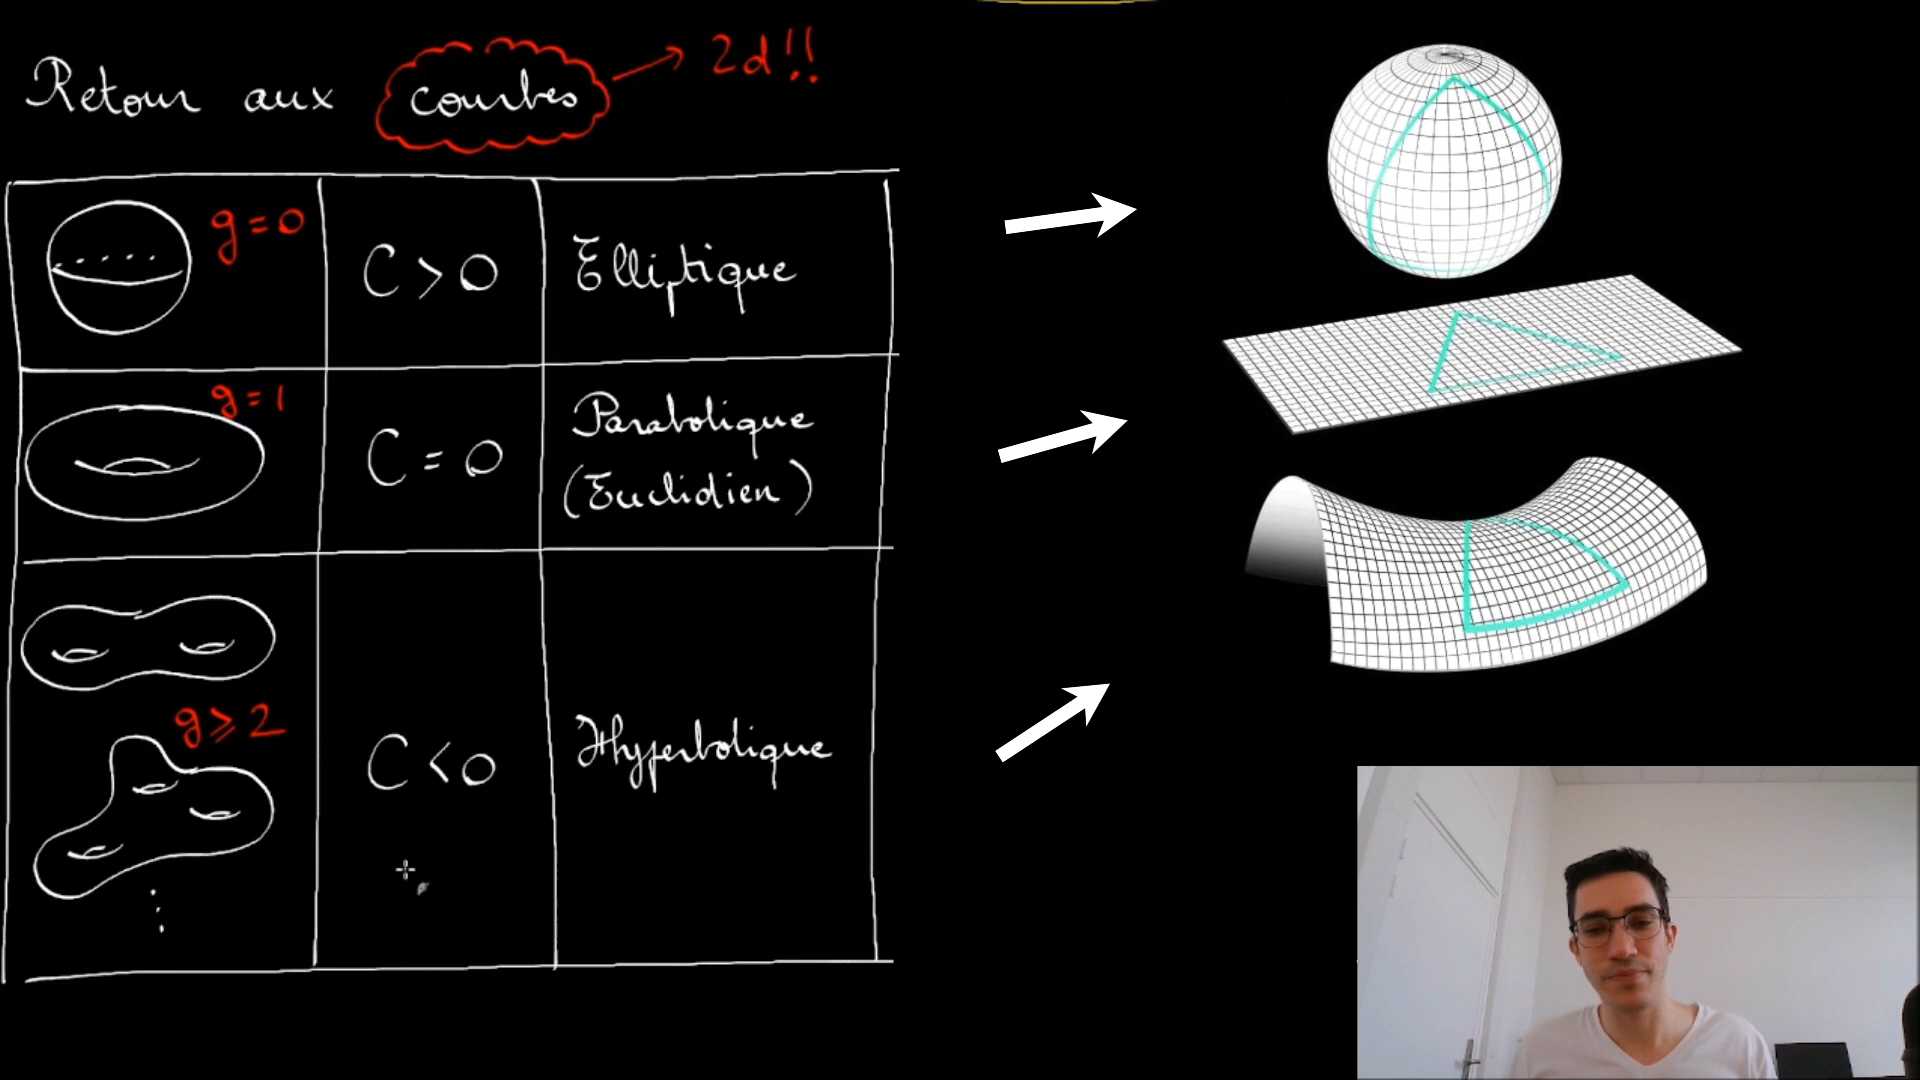 Retour aux courbes → 2d!!
g=0
C > 0
Elliptique
g=1
C = 0
Parabolique
(Euclidien)
g⩾2
C < 0
Hyperbolique